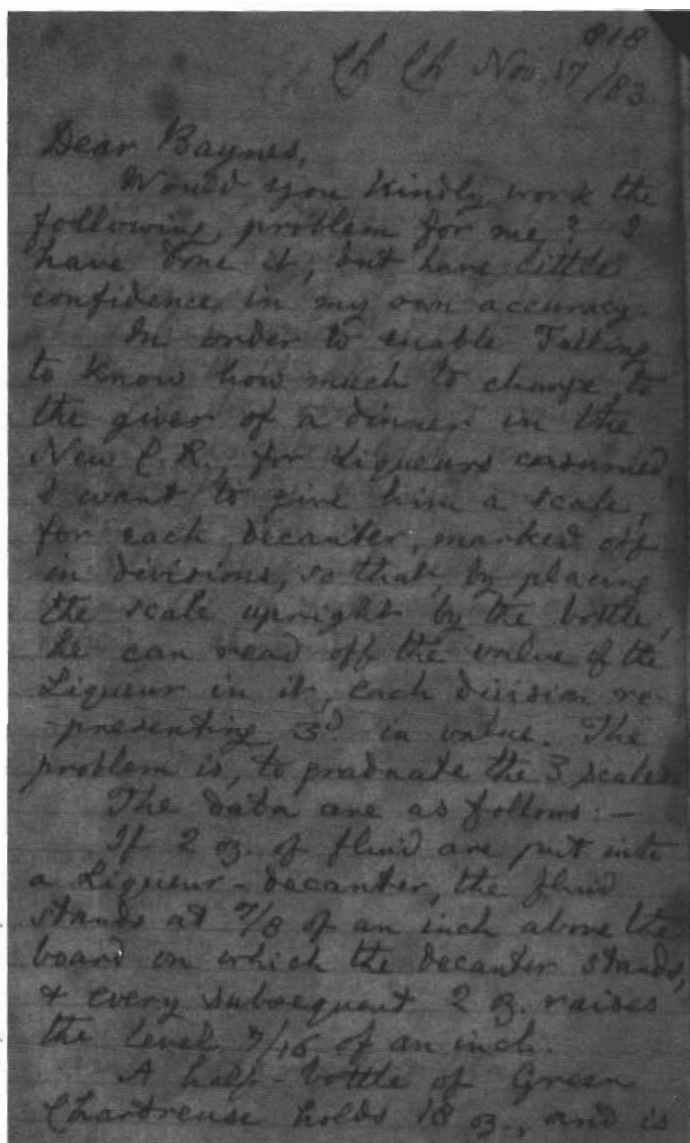 818
Ch Ch Nov. 17/83
Dear Baynes,
Would you kindly work the
following problem for me? I
have done it, but have little
confidence in my own accuracy.
In order to enable Telling
to know how much to charge, to
the giver of a dinner in the
New C. R., for Liqueurs consumed,
I want to give him a scale,
for each decanter, marked off
in divisions, so that, by placing
the scale upright by the bottle,
he can read off the value of the
Liqueur in it, each division re-
-presenting 3d in value. The
problem is, to graduate the 3 scales.
The data are as follows:—
If 2 oz. of fluid are put into
a Liqueur-decanter, the fluid
stands at 7/8 of an inch above the
board on which the decanter stands,
& every subsequent 2 oz. raises
the level 7/16 of an inch.
A half-bottle of Green
Chartreuse holds 18 oz., and is